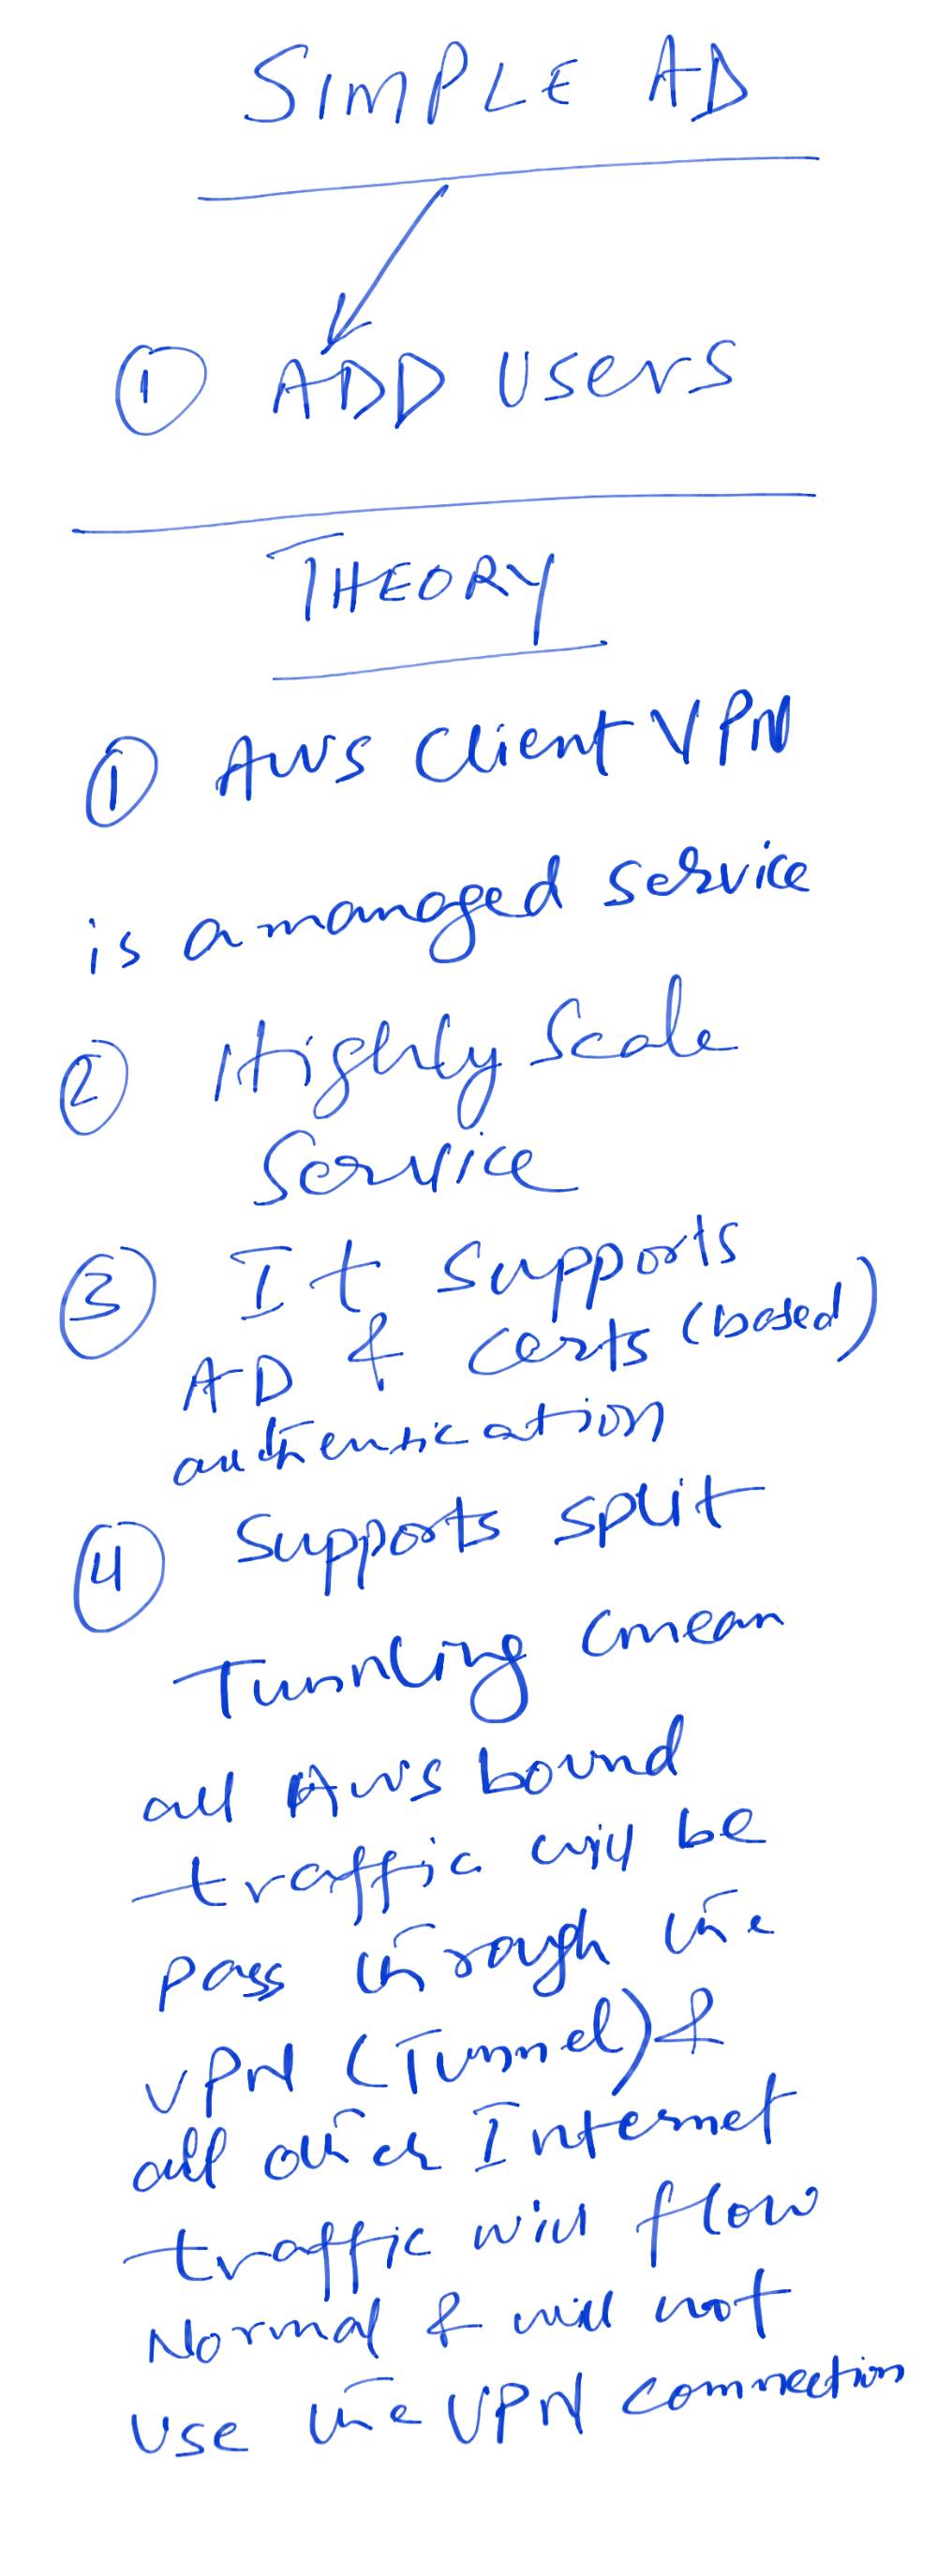 SIMPLE AD
① ADD Users
THEORY
① AWS Client VPN
is a managed service
② Highly Scale
Service
③ It supports
AD & certs (based)
authentication
④ Supports split
Tunnling (mean
all AWS bound
traffic will be
pass through the
VPN (Tunnel) &
all other Internet
traffic will flow
Normal & will not
use the VPN connection